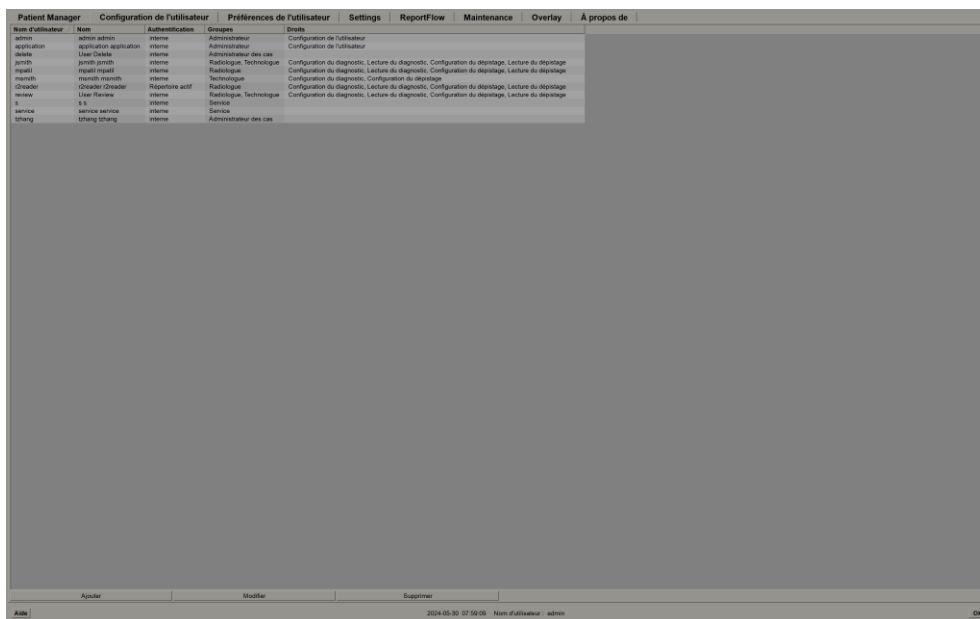 Patient Manager Configuration de l'utilisateur Préférences de l'utilisateur Settings ReportFlow Maintenance Overlay À propos de
Nom d'utilisateur Nom Authentification Groupes Droits
admin admin admin interne Administrateur Configuration de l'utilisateur
application application application interne Administrateur Configuration de l'utilisateur
delete User Delete interne Administrateur des cas
jsmith jsmith jsmith interne Radiologue, Technologue Configuration du diagnostic, Lecture du diagnostic, Configuration du dépistage, Lecture du dépistage
mpatil mpatil mpatil interne Radiologue Configuration du diagnostic, Lecture du diagnostic, Configuration du dépistage, Lecture du dépistage
msmith msmith msmith interne Technologue Configuration du diagnostic, Configuration du dépistage
r2reader r2reader r2reader Répertoire actif Radiologue Configuration du diagnostic, Lecture du diagnostic, Configuration du dépistage, Lecture du dépistage
review User Review interne Radiologue, Technologue Configuration du diagnostic, Lecture du diagnostic, Configuration du dépistage, Lecture du dépistage
s s s interne Service
service service service interne Service
tzhang tzhang tzhang interne Administrateur des cas
Ajouter Modifier Supprimer
Aide 2024-05-30 07:59:09 Nom d'utilisateur : admin